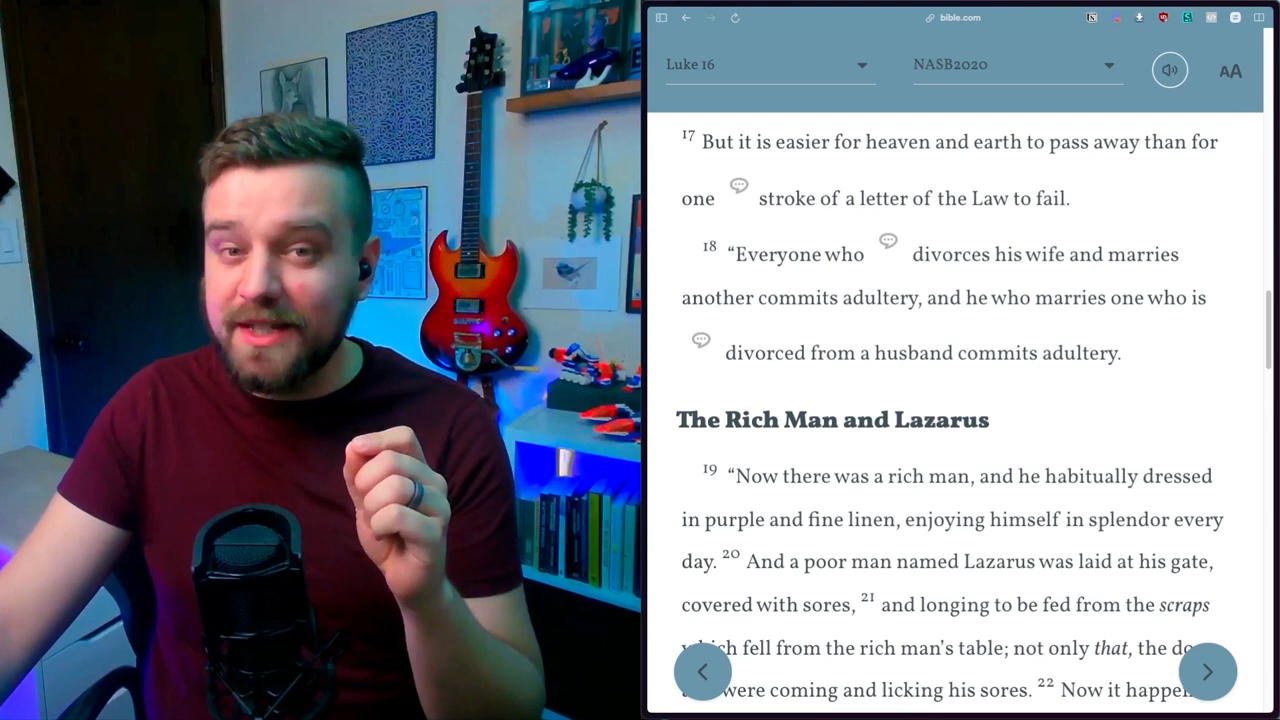 bible.com
Luke 16
NASB2020
AA
17 But it is easier for heaven and earth to pass away than for
one stroke of a letter of the Law to fail.
18 “Everyone who divorces his wife and marries
another commits adultery, and he who marries one who is
divorced from a husband commits adultery.
The Rich Man and Lazarus
19 “Now there was a rich man, and he habitually dressed
in purple and fine linen, enjoying himself in splendor every
day. 20 And a poor man named Lazarus was laid at his gate,
covered with sores, 21 and longing to be fed from the scraps
which fell from the rich man’s table; not only that, the do
were coming and licking his sores. 22 Now it happen